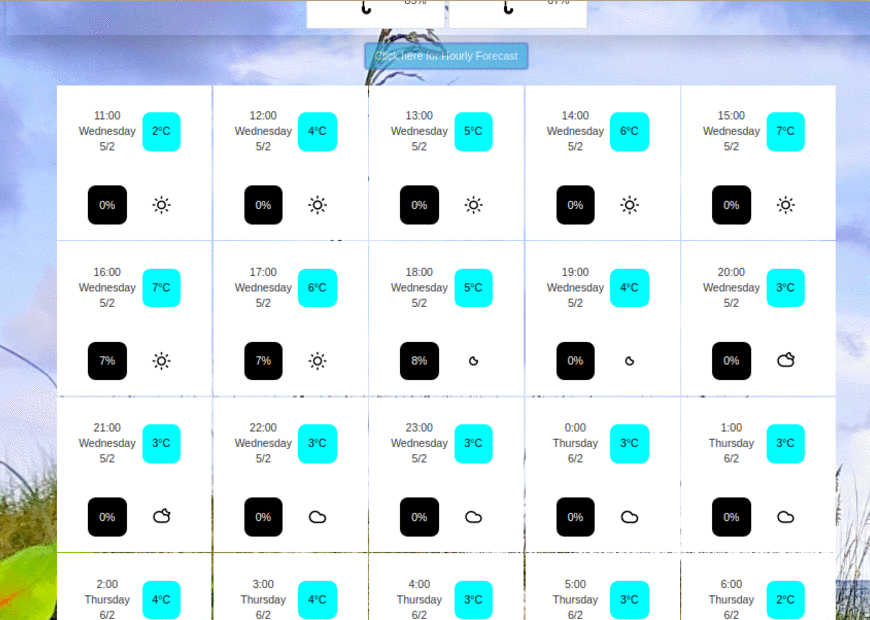 Click here for Hourly Forecast
11:00
Wednesday
5/2
2°C
0%
12:00
Wednesday
5/2
4°C
0%
13:00
Wednesday
5/2
5°C
0%
14:00
Wednesday
5/2
6°C
0%
15:00
Wednesday
5/2
7°C
0%
16:00
Wednesday
5/2
7°C
7%
17:00
Wednesday
5/2
6°C
7%
18:00
Wednesday
5/2
5°C
8%
19:00
Wednesday
5/2
4°C
0%
20:00
Wednesday
5/2
3°C
0%
21:00
Wednesday
5/2
3°C
0%
22:00
Wednesday
5/2
3°C
0%
23:00
Wednesday
5/2
3°C
0%
0:00
Thursday
6/2
3°C
0%
1:00
Thursday
6/2
3°C
0%
2:00
Thursday
6/2
4°C
3:00
Thursday
6/2
4°C
4:00
Thursday
6/2
3°C
5:00
Thursday
6/2
3°C
6:00
Thursday
6/2
2°C